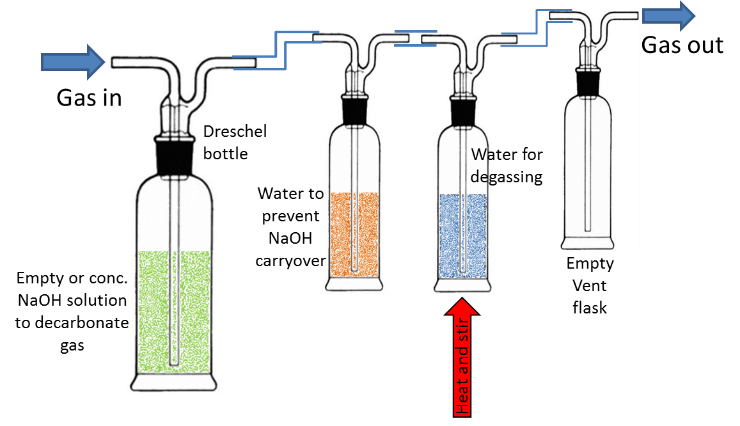 Gas in
Gas out
Dreschel
bottle
Water to
prevent
NaOH
carryover
Water for
degassing
Empty or conc.
NaOH solution
to decarbonate
gas
Empty
Vent
flask
Heat and stir